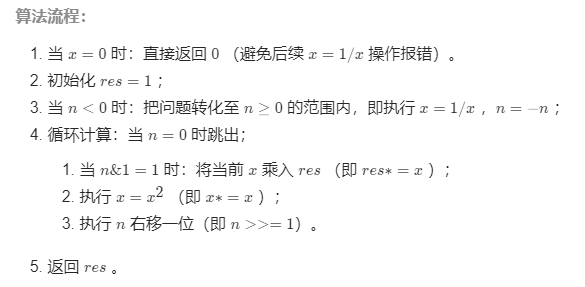 算法流程：
1. 当 x = 0 时：直接返回 0 （避免后续 x = 1/x 操作报错）。
2. 初始化 res = 1 ；
3. 当 n < 0 时：把问题转化至 n ≥ 0 的范围内，即执行 x = 1/x ，n = −n ；
4. 循环计算：当 n = 0 时跳出；
1. 当 n&1 = 1 时：将当前 x 乘入 res （即 res∗ = x ）；
2. 执行 x = x² （即 x∗ = x ）；
3. 执行 n 右移一位（即 n >>= 1）。
5. 返回 res 。